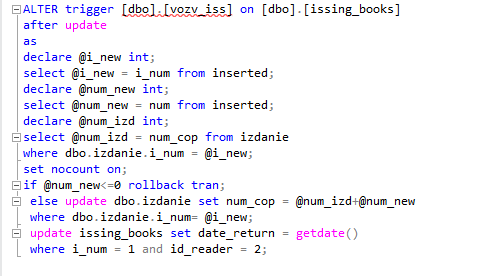 ALTER trigger [dbo].[vozv_iss] on [dbo].[issing_books]
after update
as
declare @i_new int;
select @i_new = i_num from inserted;
declare @num_new int;
select @num_new = num from inserted;
declare @num_izd int;
select @num_izd = num_cop from izdanie
where dbo.izdanie.i_num = @i_new;
set nocount on;
if @num_new<=0 rollback tran;
else update dbo.izdanie set num_cop = @num_izd+@num_new
where dbo.izdanie.i_num= @i_new;
update issing_books set date_return = getdate()
where i_num = 1 and id_reader = 2;